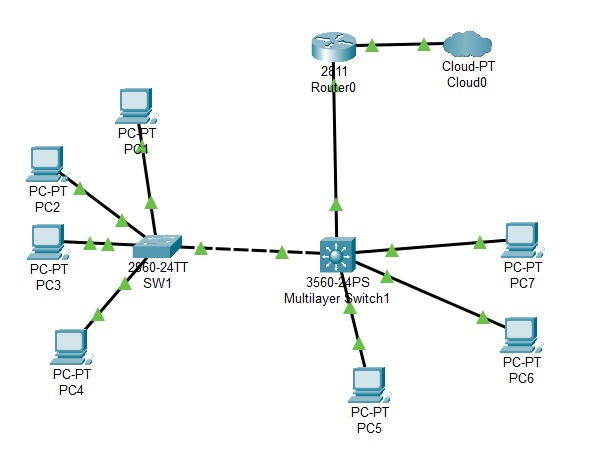 2811
Router0
Cloud-PT
Cloud0
PC-PT
PC1
PC-PT
PC2
PC-PT
PC3
2960-24TT
SW1
3560-24PS
Multilayer Switch1
PC-PT
PC7
PC-PT
PC4
PC-PT
PC6
PC-PT
PC5